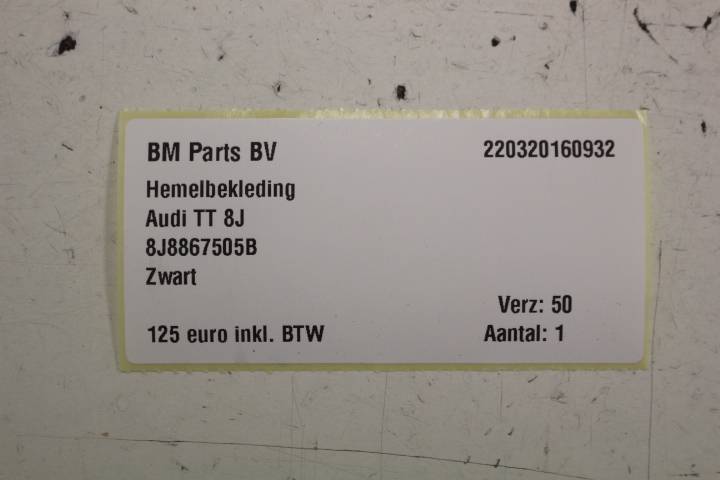 BM Parts BV 220320160932
Hemelbekleding
Audi TT 8J
8J8867505B
Zwart
Verz: 50
125 euro inkl. BTW Aantal: 1